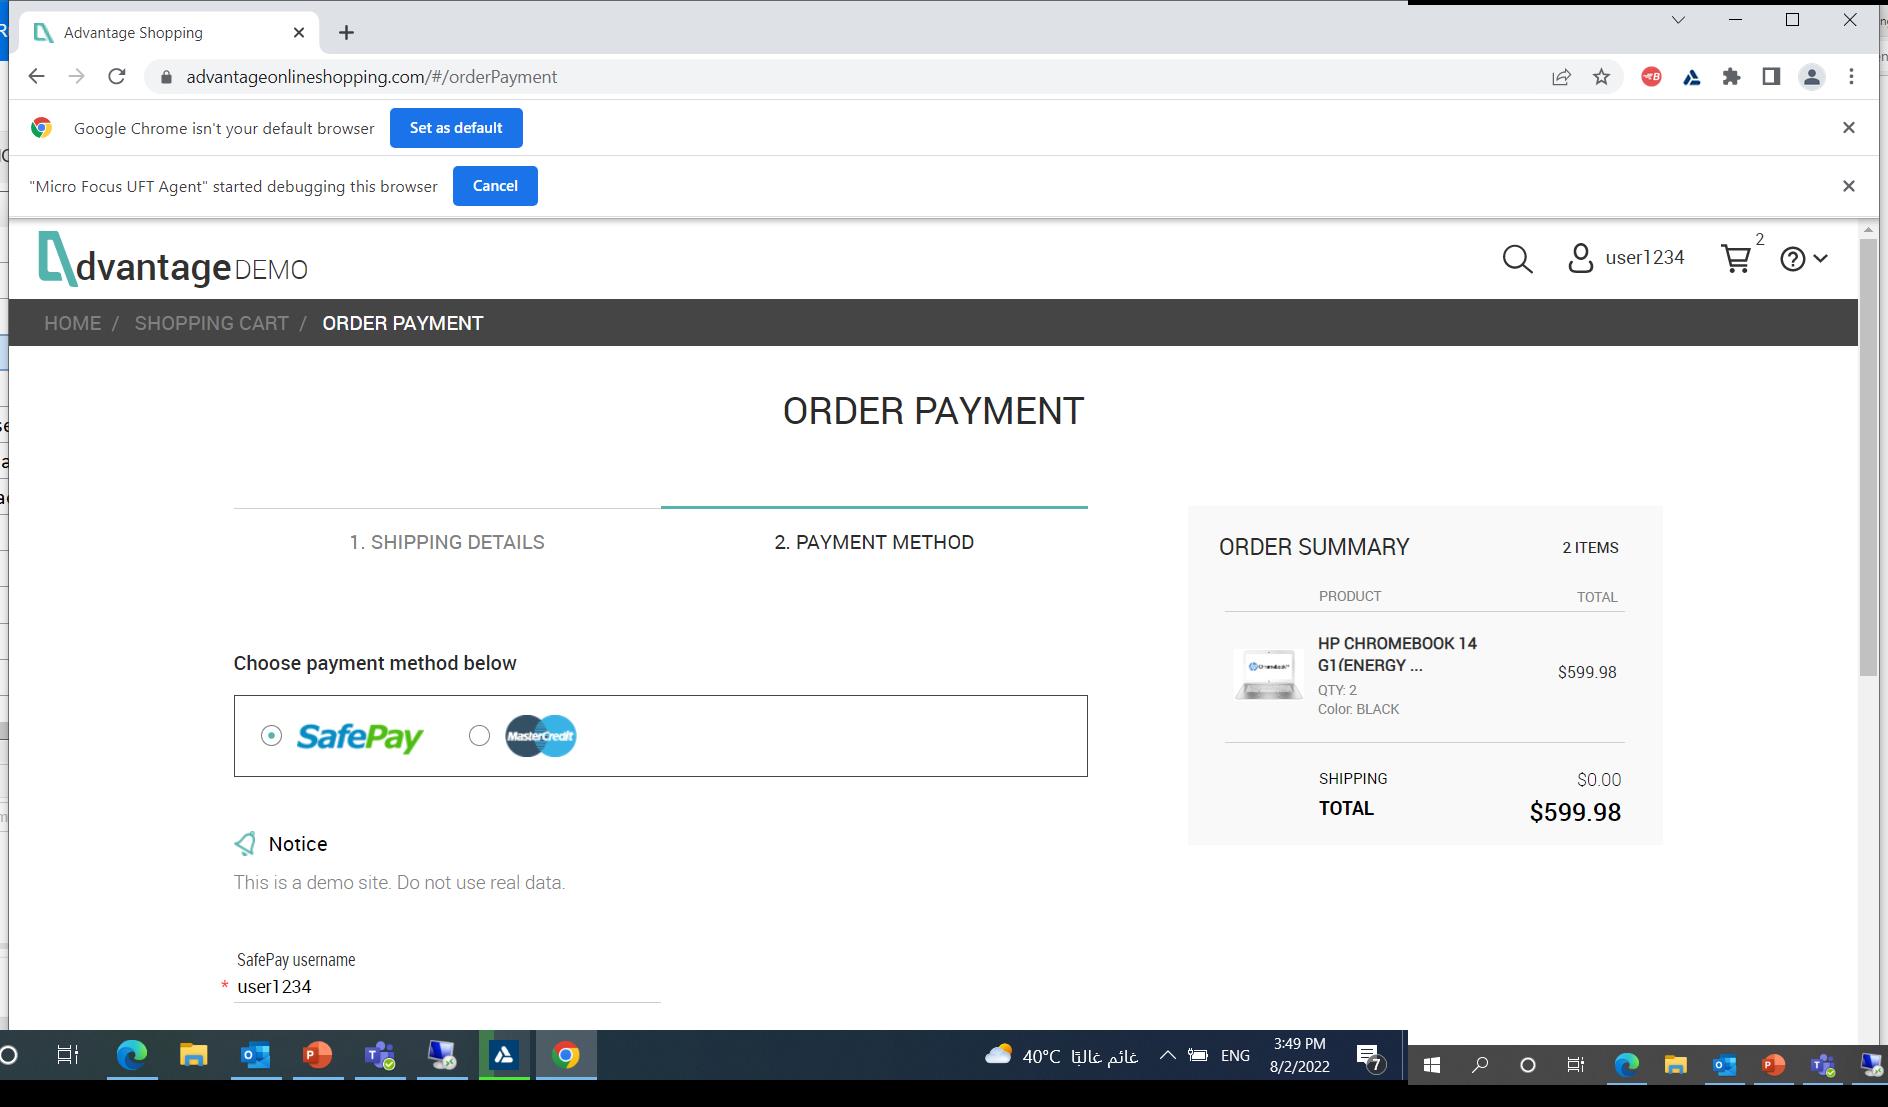 Advantage Shopping
advantageonlineshopping.com/#/orderPayment
Google Chrome isn't your default browser
Set as default
"Micro Focus UFT Agent" started debugging this browser
Cancel
dvantage DEMO
user1234
2
HOME / SHOPPING CART / ORDER PAYMENT
ORDER PAYMENT
1. SHIPPING DETAILS
2. PAYMENT METHOD
Choose payment method below
SafePay
MasterCredit
Notice
This is a demo site. Do not use real data.
SafePay username
* user1234
ORDER SUMMARY
2 ITEMS
PRODUCT
TOTAL
HP CHROMEBOOK 14
G1(ENERGY ...
$599.98
QTY: 2
Color: BLACK
SHIPPING
$0.00
TOTAL
$599.98
40°C غائم غالبًا
ENG
3:49 PM
8/2/2022
7